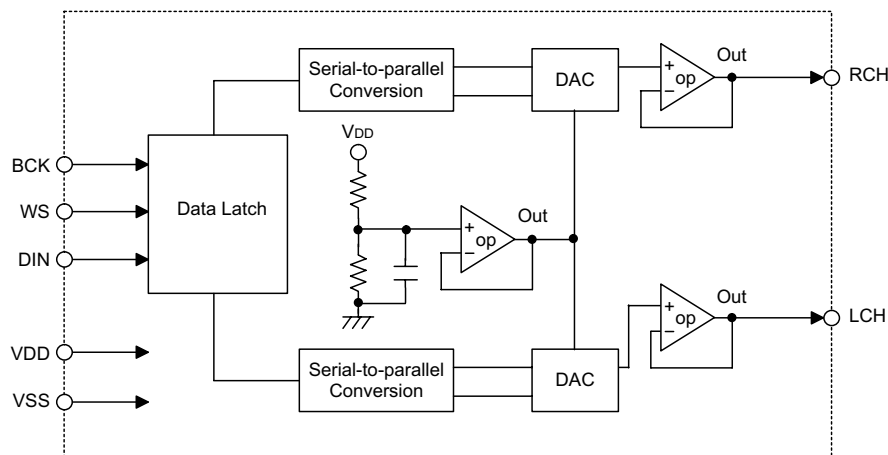 Serial-to-parallel
Conversion
DAC
+
op
−
Out
RCH
VDD
BCK
WS
DIN
Data Latch
+
op
−
Out
+
op
−
Out
LCH
VDD
VSS
Serial-to-parallel
Conversion
DAC